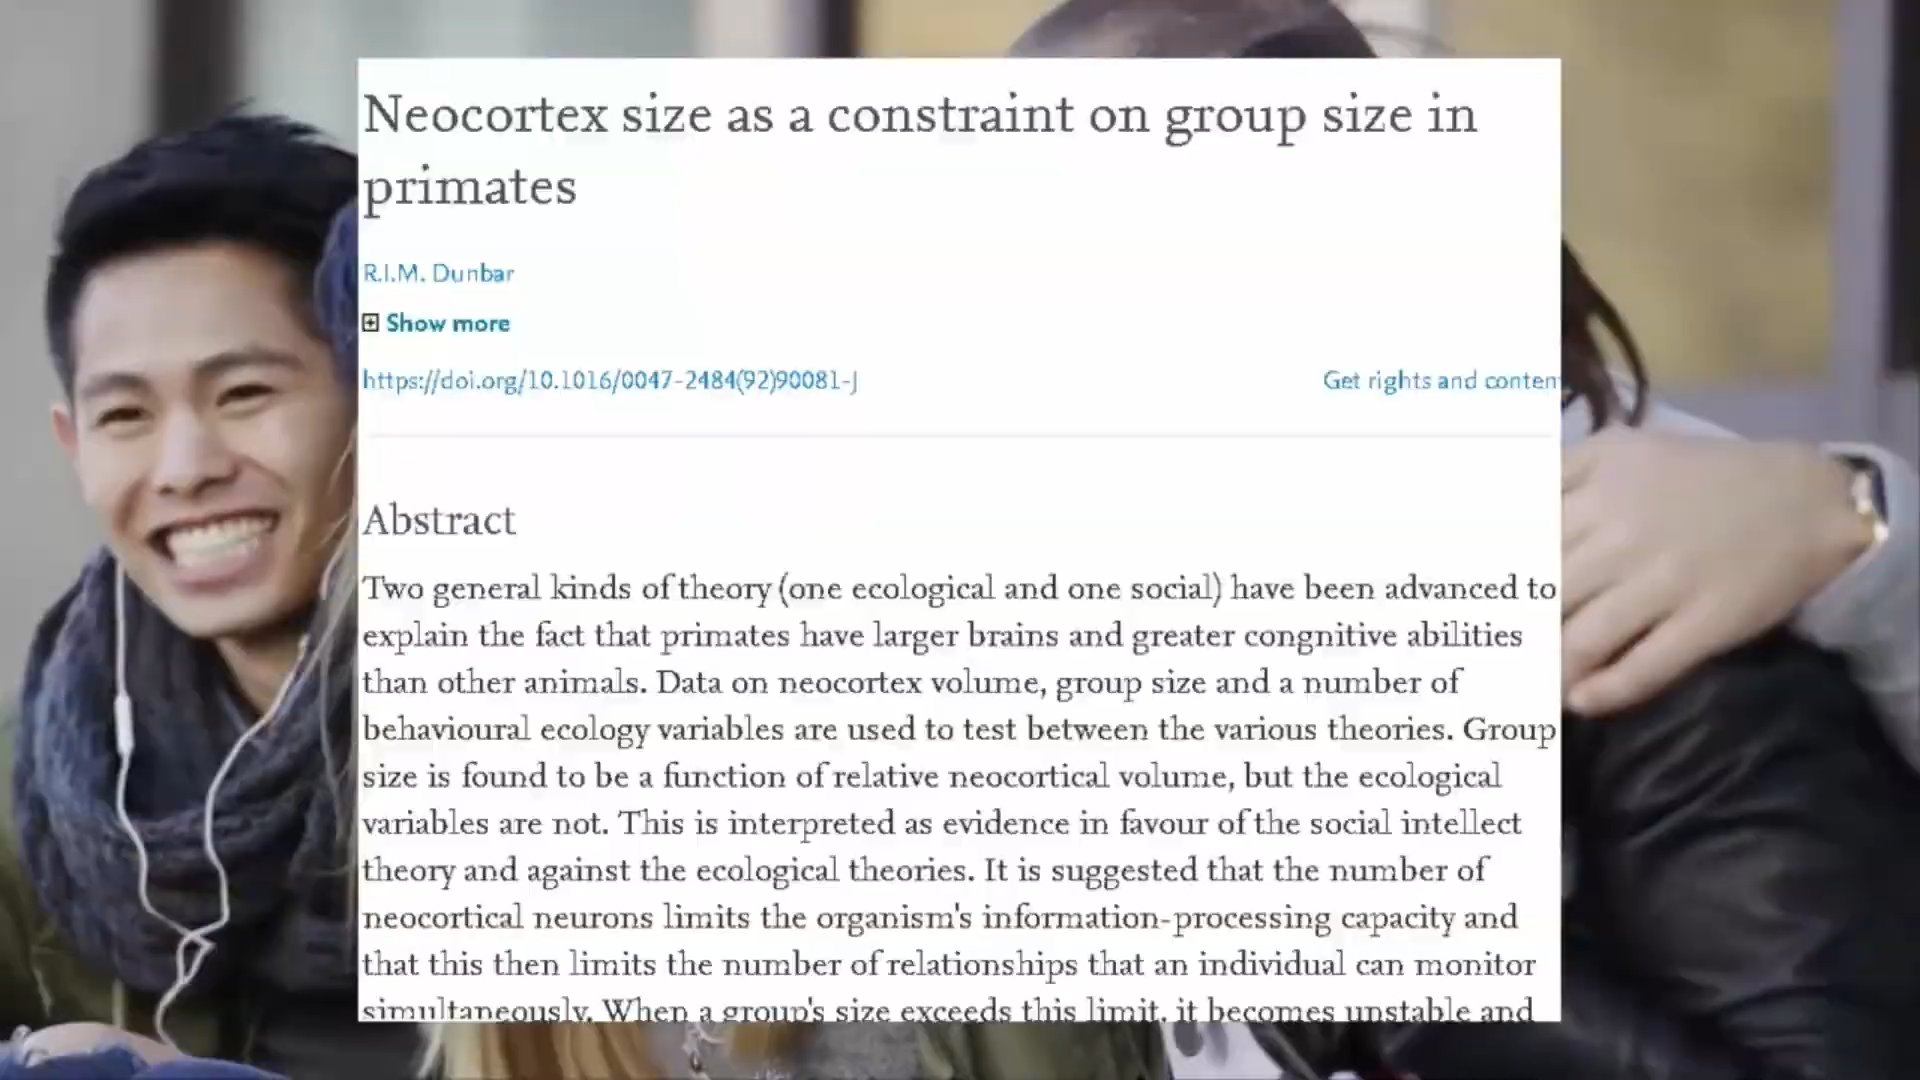 Neocortex size as a constraint on group size in
primates
R.I.M. Dunbar
Show more
https://doi.org/10.1016/0047-2484(92)90081-J
Get rights and conten
Abstract
Two general kinds of theory (one ecological and one social) have been advanced to
explain the fact that primates have larger brains and greater congnitive abilities
than other animals. Data on neocortex volume, group size and a number of
behavioural ecology variables are used to test between the various theories. Group
size is found to be a function of relative neocortical volume, but the ecological
variables are not. This is interpreted as evidence in favour of the social intellect
theory and against the ecological theories. It is suggested that the number of
neocortical neurons limits the organism's information-processing capacity and
that this then limits the number of relationships that an individual can monitor
simultaneously. When a group's size exceeds this limit, it becomes unstable and